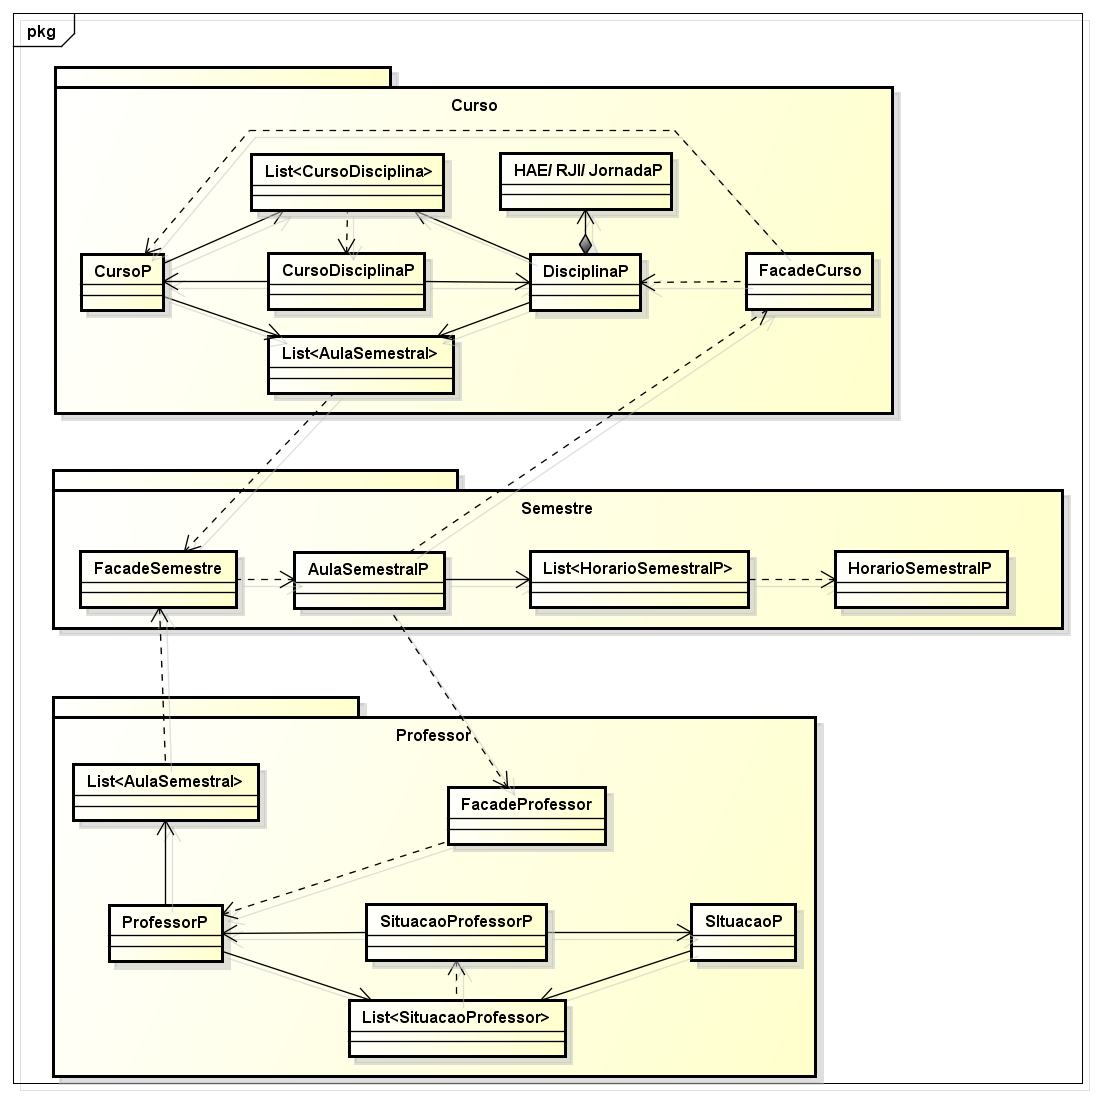 pkg
Curso
List<CursoDisciplina>
HAE/ RJI/ JornadaP
CursoP
CursoDisciplinaP
DisciplinaP
FacadeCurso
List<AulaSemestral>
Semestre
FacadeSemestre
AulaSemestralP
List<HorarioSemestralP>
HorarioSemestralP
Professor
List<AulaSemestral>
FacadeProfessor
ProfessorP
SituacaoProfessorP
SItuacaoP
List<SituacaoProfessor>